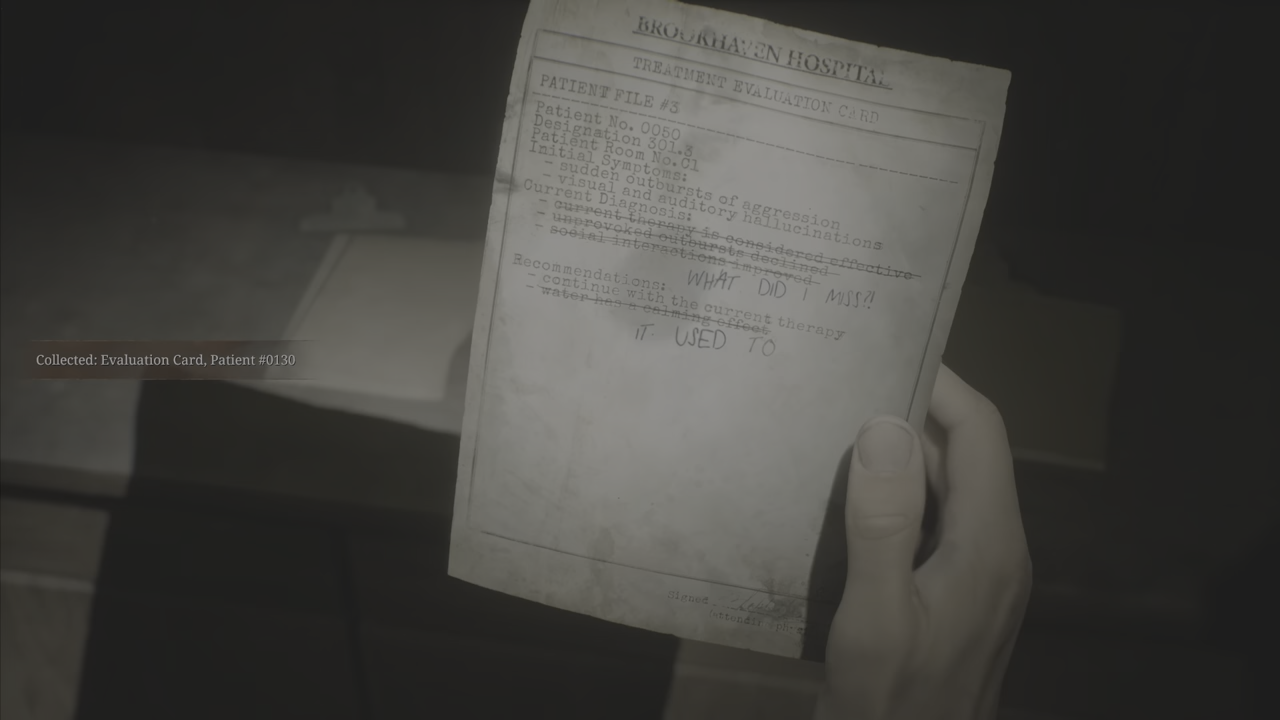 BROOKHAVEN HOSPITAL
TREATMENT EVALUATION CARD
PATIENT FILE #3
Patient No. 0050
Designation 301.3
Patient Room No.C1
Initial Symptoms:
- sudden outbursts of aggression
- visual and auditory hallucinations
Current Diagnosis:
- current therapy is considered effective
- unprovoked outbursts declined
- social interactions improved
WHAT DID I MISS?!
Recommendations:
- continue with the current therapy
- water has a calming effect
IT USED TO
Collected: Evaluation Card, Patient #0130
Signed